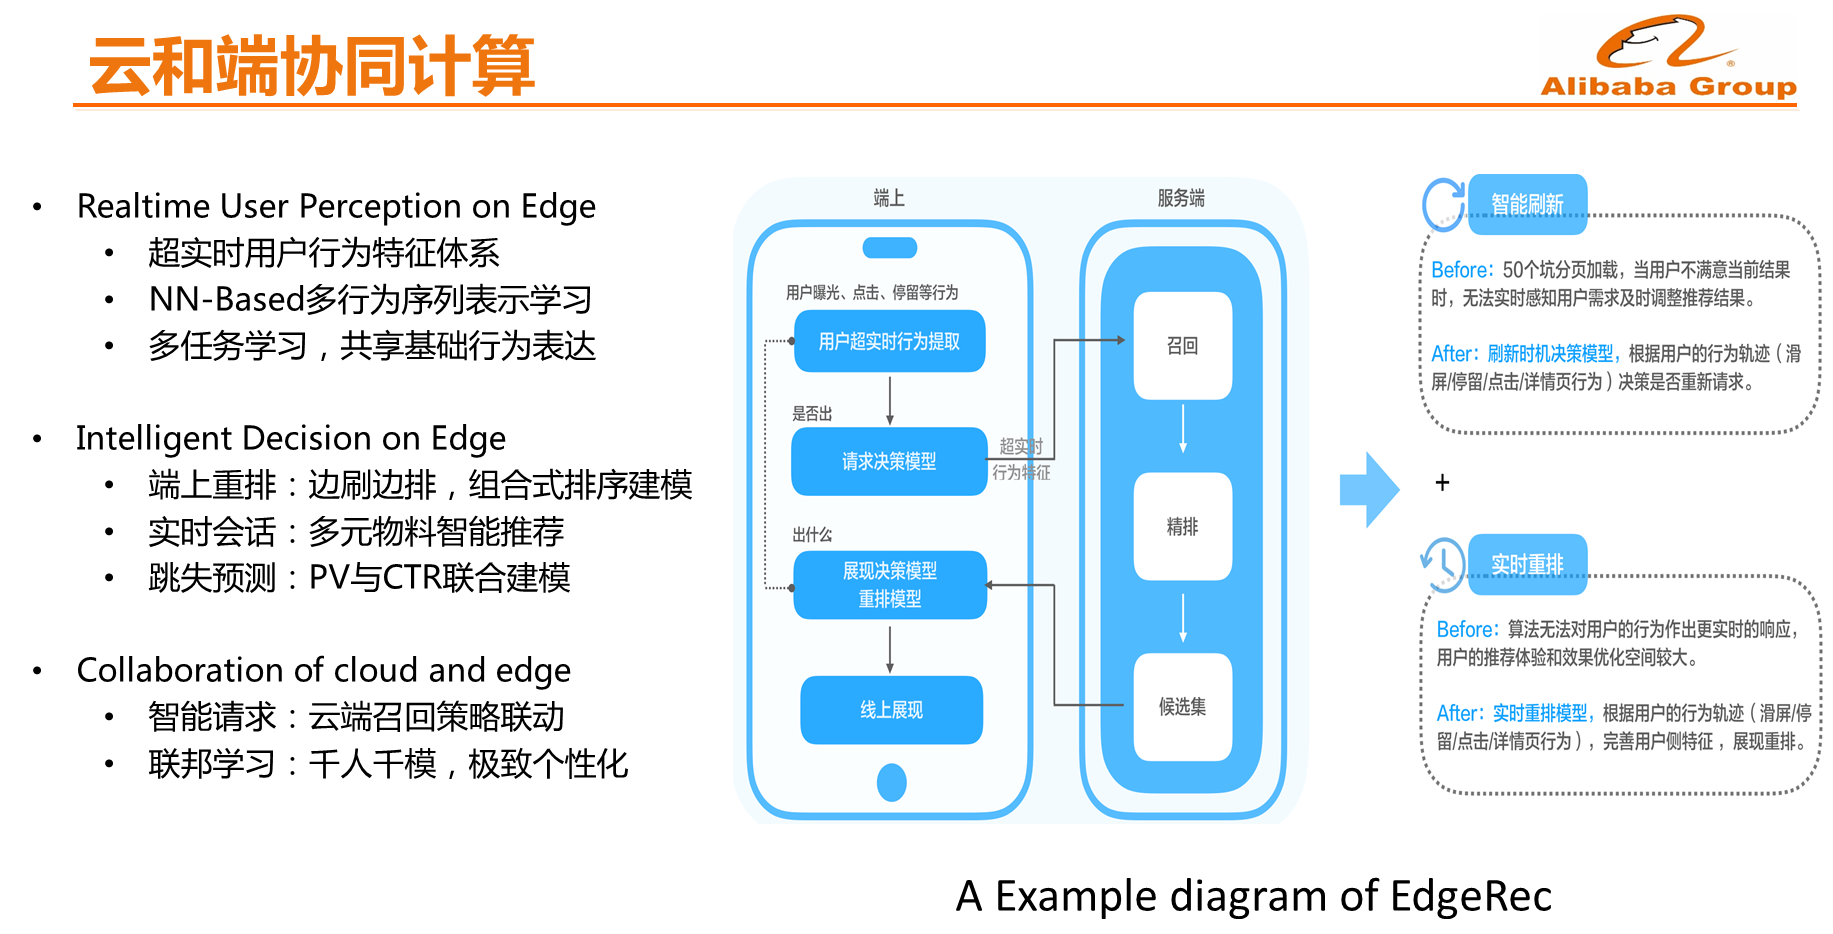 云和端协同计算
Alibaba Group
• Realtime User Perception on Edge
• 超实时用户行为特征体系
• NN-Based多行为序列表示学习
• 多任务学习，共享基础行为表达
• Intelligent Decision on Edge
• 端上重排：边刷边排，组合式排序建模
• 实时会话：多元物料智能推荐
• 跳失预测：PV与CTR联合建模
• Collaboration of cloud and edge
• 智能请求：云端召回策略联动
• 联邦学习：千人千模，极致个性化
端上
用户曝光、点击、停留等行为
用户超实时行为提取
是否出
请求决策模型
超实时
行为特征
出什么
展现决策模型
重排模型
线上展现
服务端
召回
精排
候选集
智能刷新
Before：50个坑分页加载，当用户不满意当前结果
时，无法实时感知用户需求及时调整推荐结果。
After：刷新时机决策模型，根据用户的行为轨迹（滑
屏/停留/点击/详情页行为）决策是否重新请求。
+
实时重排
Before：算法无法对用户的行为作出更实时的响应，
用户的推荐体验和效果优化空间较大。
After：实时重排模型，根据用户的行为轨迹（滑屏/停
留/点击/详情页行为），完善用户侧特征，展现重排。
A Example diagram of EdgeRec